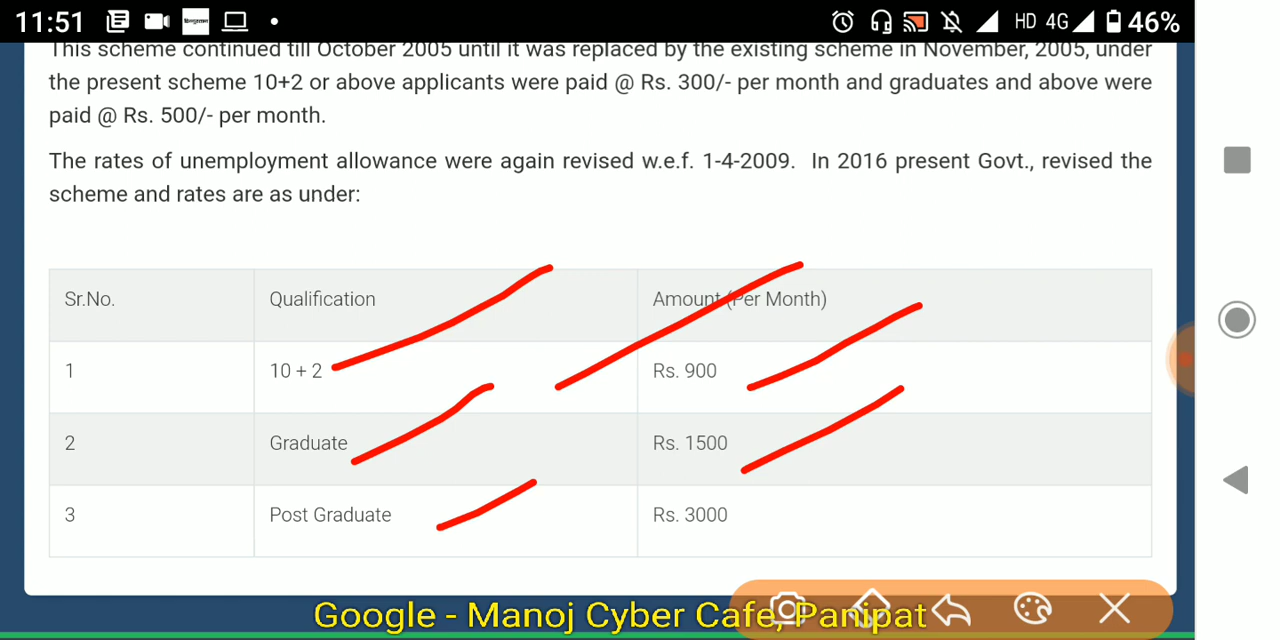 11:51 HD 4G 46%
This scheme continued till October 2005 until it was replaced by the existing scheme in November, 2005, under
the present scheme 10+2 or above applicants were paid @ Rs. 300/- per month and graduates and above were
paid @ Rs. 500/- per month.
The rates of unemployment allowance were again revised w.e.f. 1-4-2009. In 2016 present Govt., revised the
scheme and rates are as under:
Sr.No. Qualification Amount (Per Month)
1 10 + 2 Rs. 900
2 Graduate Rs. 1500
3 Post Graduate Rs. 3000
Google - Manoj Cyber Cafe, Panipat